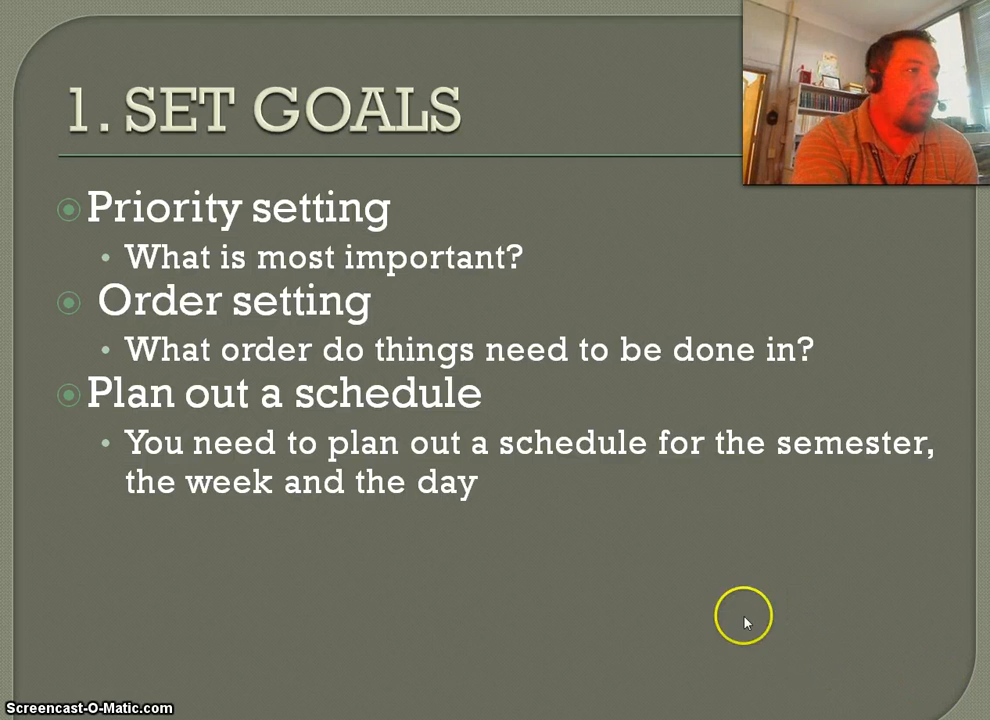 1. SET GOALS
Priority setting
What is most important?
Order setting
What order do things need to be done in?
Plan out a schedule
You need to plan out a schedule for the semester,
the week and the day
Screencast-O-Matic.com